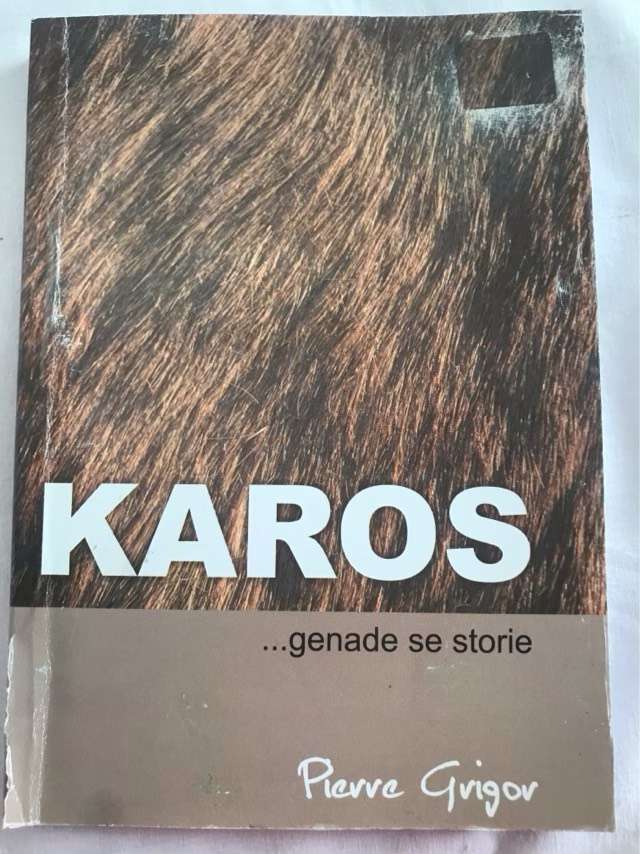 KAROS
...genade se storie
Pierre Grigor